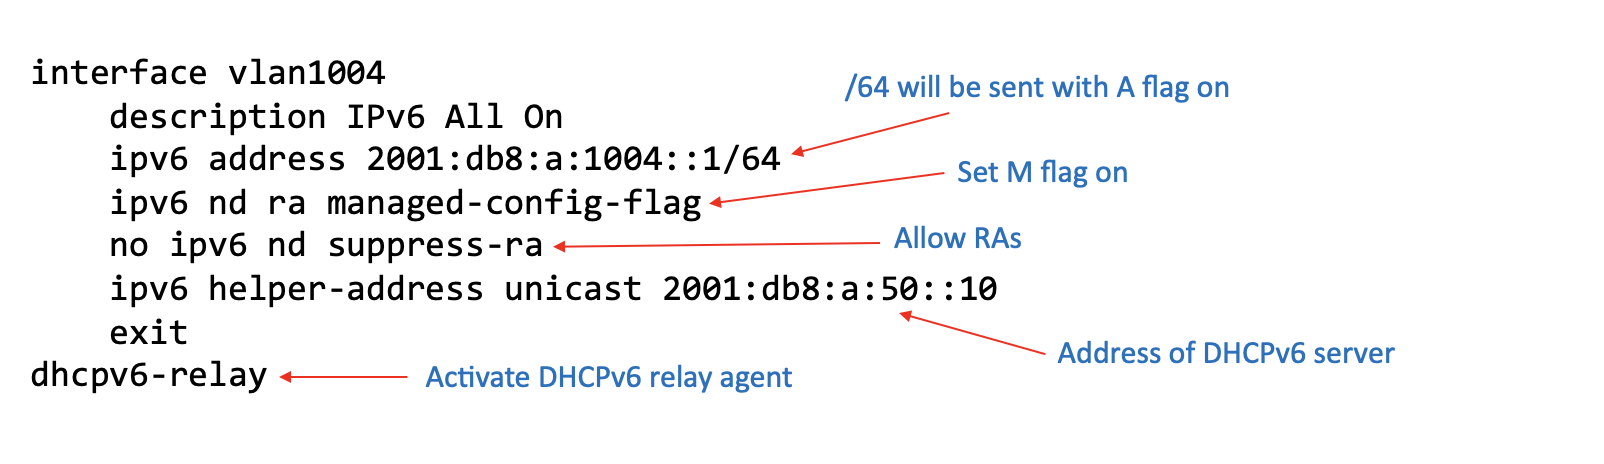 interface vlan1004
/64 will be sent with A flag on
description IPv6 All On
ipv6 address 2001:db8:a:1004::1/64
Set M flag on
ipv6 nd ra managed-config-flag
Allow RAs
no ipv6 nd suppress-ra
ipv6 helper-address unicast 2001:db8:a:50::10
exit
Address of DHCPv6 server
dhcpv6-relay
Activate DHCPv6 relay agent